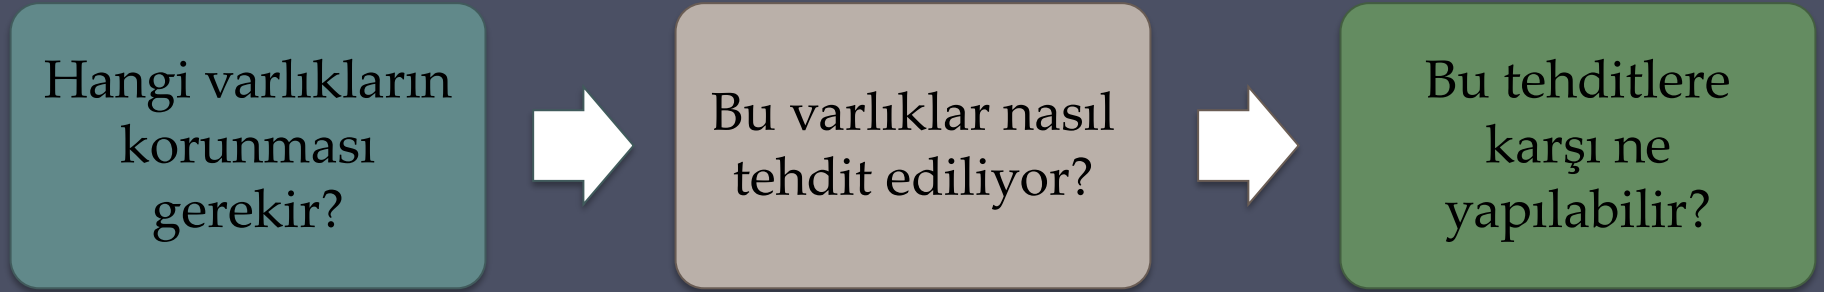 Hangi varlıkların
korunması
gerekir?
Bu varlıklar nasıl
tehdit ediliyor?
Bu tehditlere
karşı ne
yapılabilir?